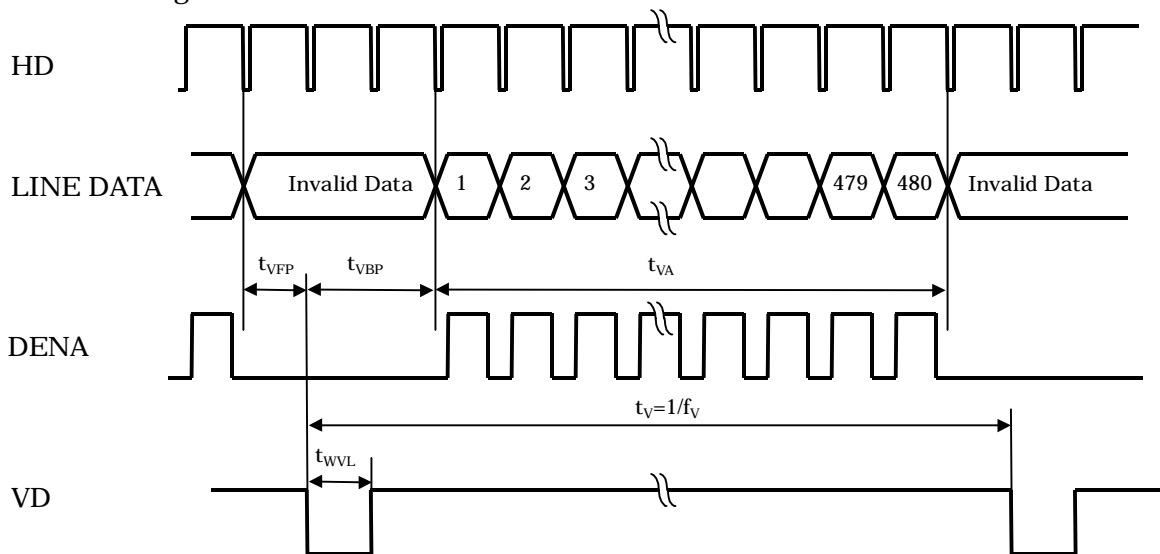 HD
LINE DATA
Invalid Data 1 2 3 479 480 Invalid Data
tVFP tVBP tVA
DENA
tV=1/fV
tWVL
VD